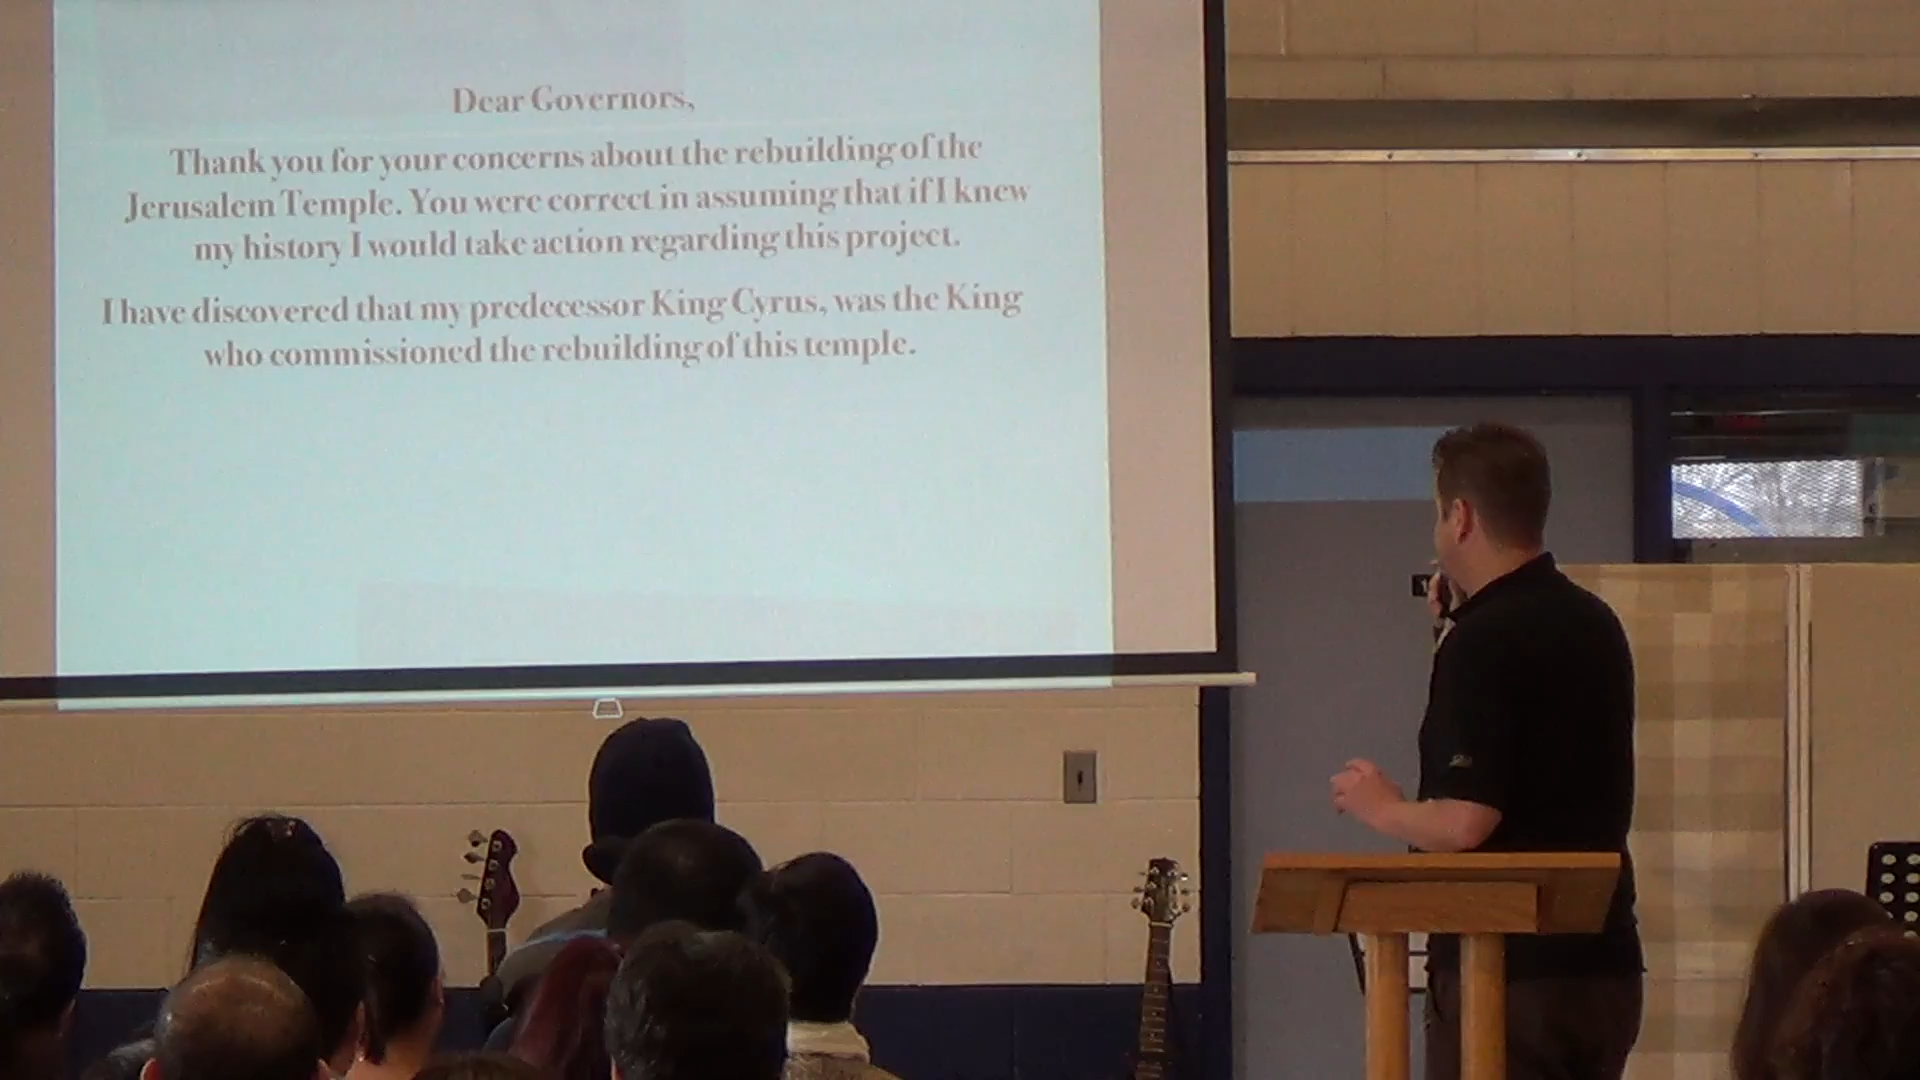 Dear Governors,
Thank you for your concerns about the rebuilding of the
Jerusalem Temple. You were correct in assuming that if I knew
my history I would take action regarding this project.
I have discovered that my predecessor King Cyrus, was the King
who commissioned the rebuilding of this temple.